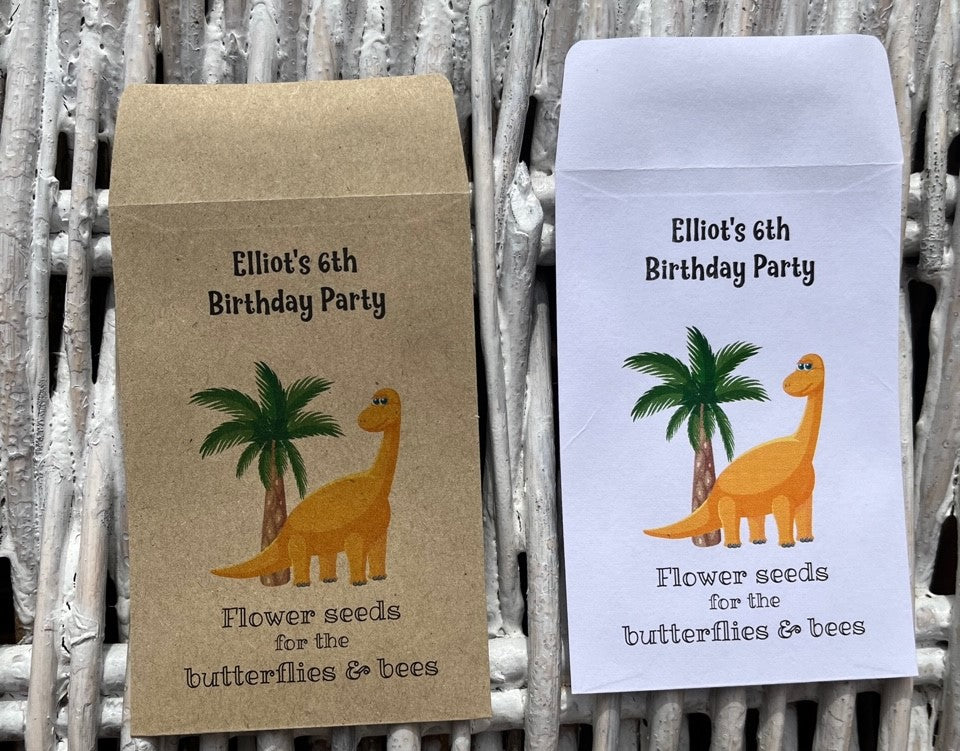 Elliot's 6th
Birthday Party
Flower seeds
for the
butterflies & bees
Elliot's 6th
Birthday Party
Flower seeds
for the
butterflies & bees